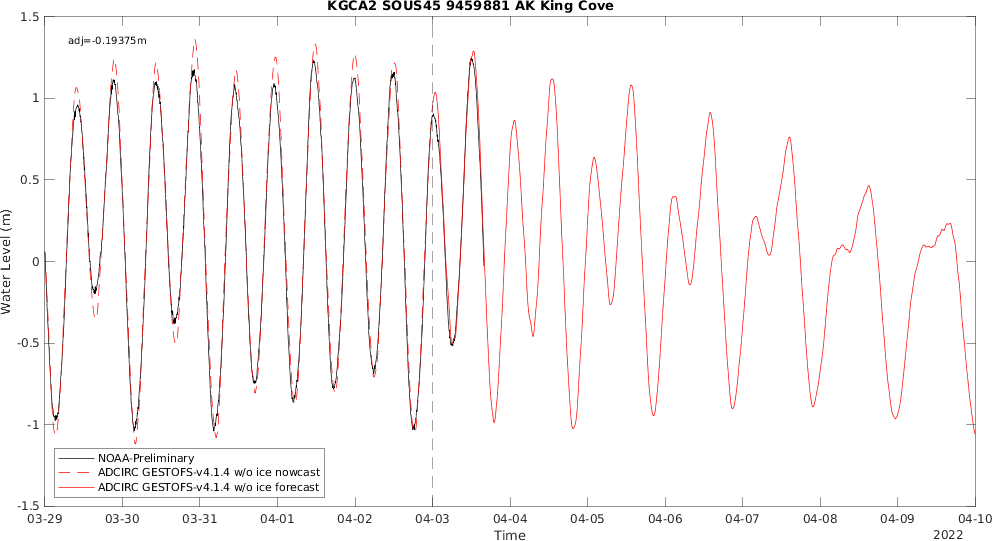 KGCA2 SOUS45 9459881 AK King Cove
adj=-0.19375m
Water Level (m)
1.5
1
0.5
0
-0.5
-1
-1.5
NOAA-Preliminary
ADCIRC GESTOFS-v4.1.4 w/o ice nowcast
ADCIRC GESTOFS-v4.1.4 w/o ice forecast
03-29 03-30 03-31 04-01 04-02 04-03 04-04 04-05 04-06 04-07 04-08 04-09 04-10
Time
2022